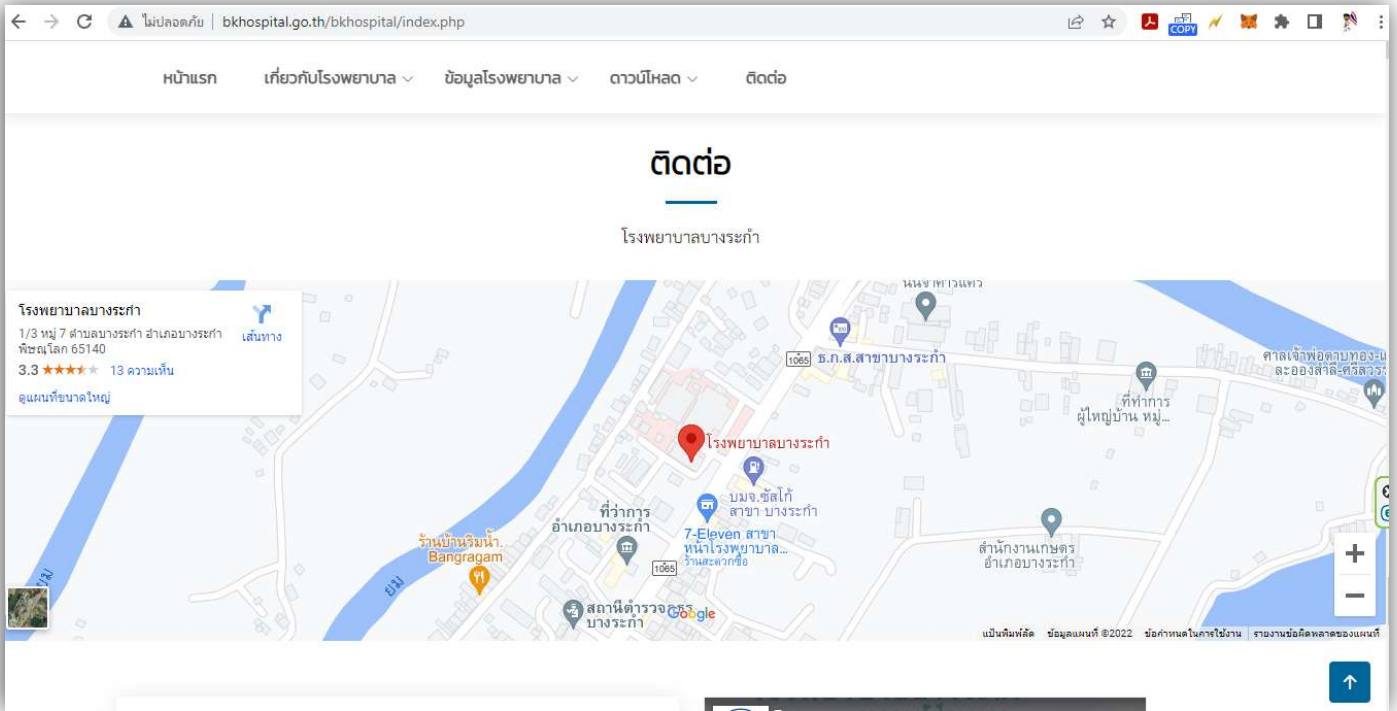 ไม่ปลอดภัย | bkhospital.go.th/bkhospital/index.php
COPY
หน้าแรก เกี่ยวกับโรงพยาบาล ข้อมูลโรงพยาบาล ดาวน์โหลด ติดต่อ
ติดต่อ
โรงพยาบาลบางระกำ
โรงพยาบาลบางระกำ
1/3 หมู่ 7 ตำบลบางระกำ อำเภอบางระกำ
พิษณุโลก 65140
เส้นทาง
3.3 13 ความเห็น
ดูแผนที่ขนาดใหญ่
1065
ธ.ก.ส.สาขาบางระกำ
ที่ทำการ
ผู้ใหญ่บ้าน หมู่...
โรงพยาบาลบางระกำ
บมจ.ซัสโก้
สาขา บางระกำ
ที่ว่าการ
อำเภอบางระกำ
7-Eleven สาขา
หน้าโรงพยาบาล...
ร้านสะดวกซื้อ
ร้านบ้านริมน้ำ.
Bangragam
1065
สำนักงานเกษตร
อำเภอบางระกำ
ยม
ยม
สถานีตำรวจภูธร
บางระกำ
Google
แป้นพิมพ์ลัด ข้อมูลแผนที่ ©2022 ข้อกำหนดในการใช้งาน รายงานข้อผิดพลาดของแผนที่